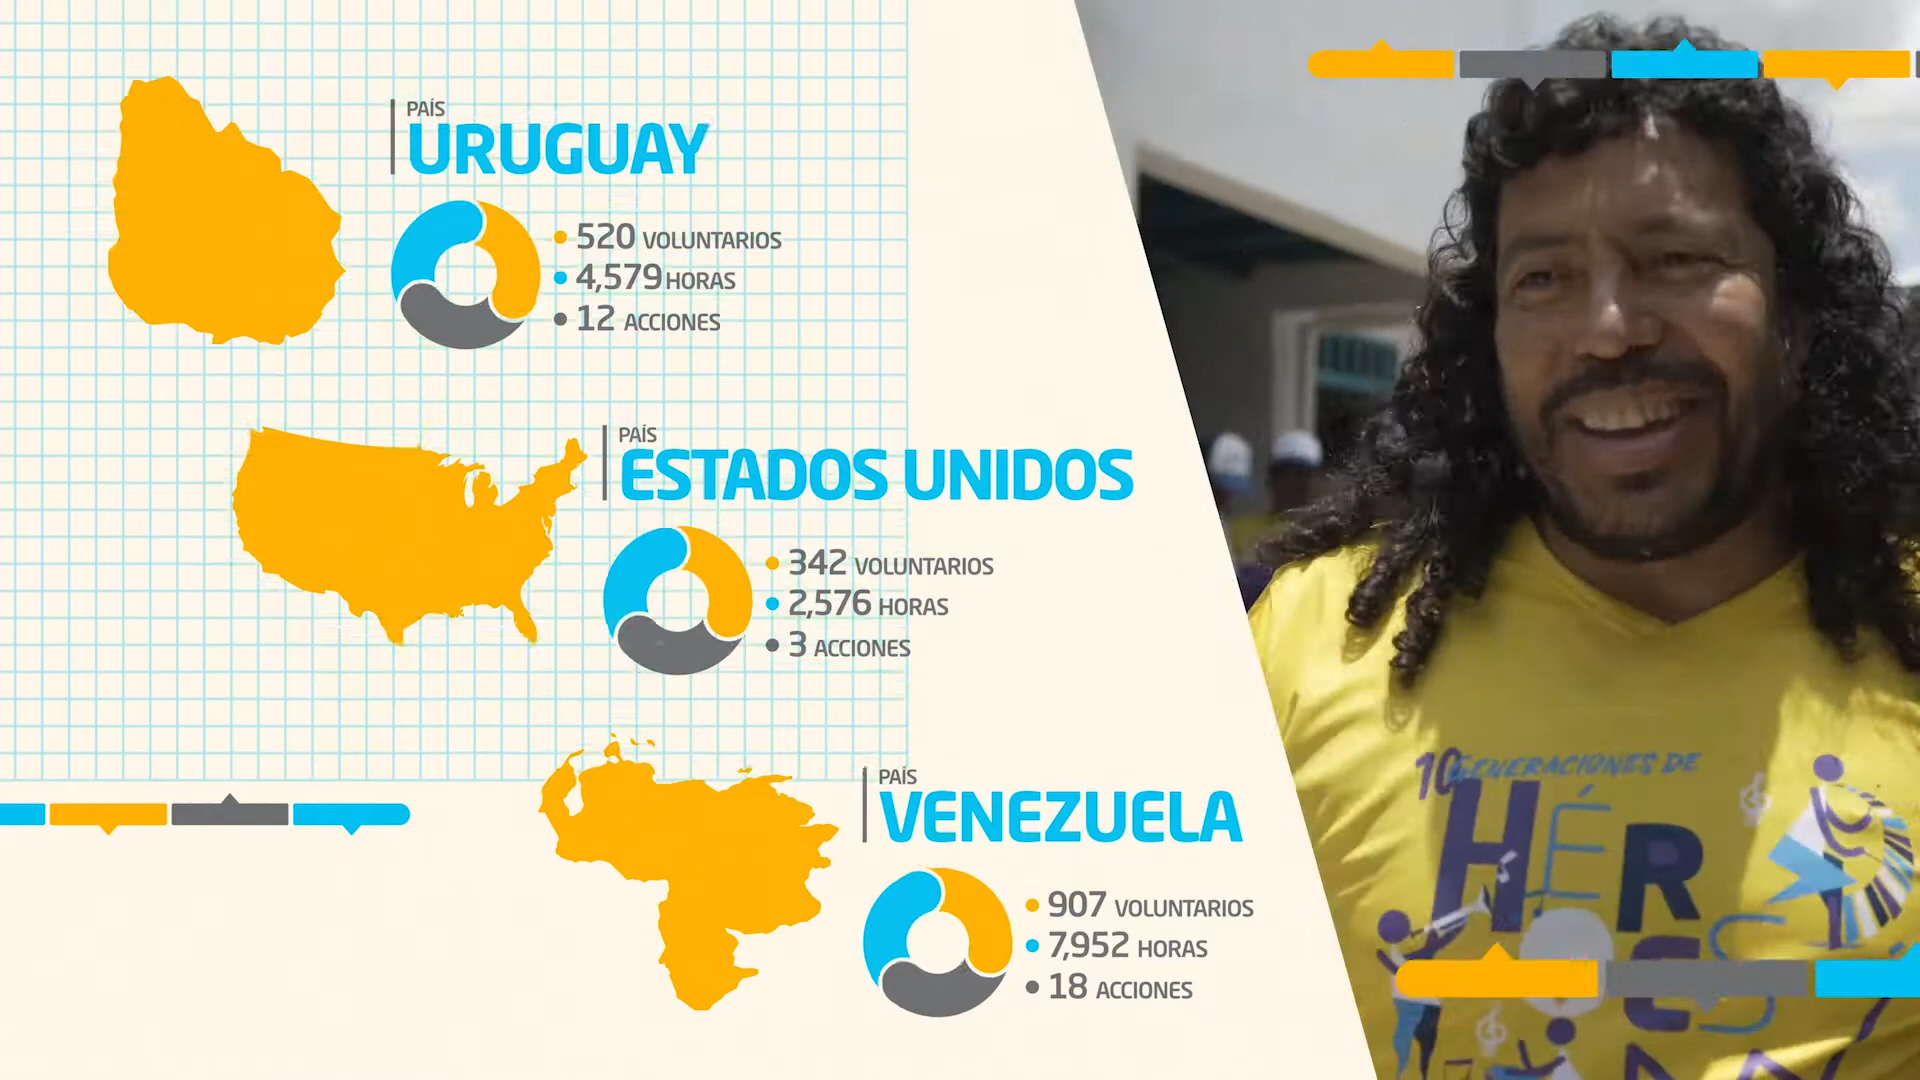 PAÍS
URUGUAY
520 VOLUNTARIOS
4,579 HORAS
12 ACCIONES
PAÍS
ESTADOS UNIDOS
342 VOLUNTARIOS
2,576 HORAS
3 ACCIONES
PAÍS
VENEZUELA
907 VOLUNTARIOS
7,952 HORAS
18 ACCIONES
10 GENERACIONES DE
HÉR